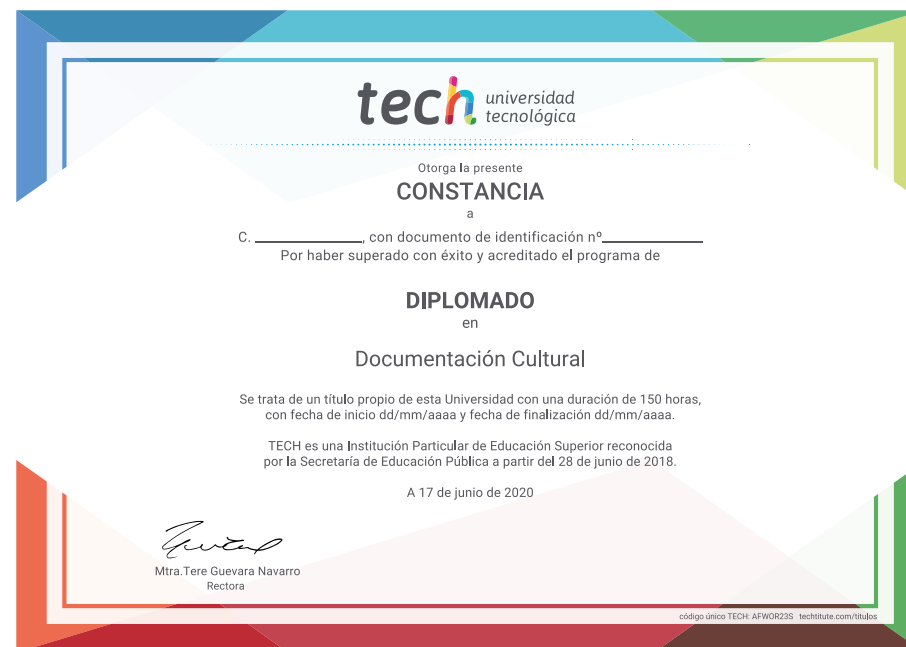 tech universidad
tecnológica
Otorga la presente
CONSTANCIA
a
C. ____________, con documento de identificación nº____________
Por haber superado con éxito y acreditado el programa de
DIPLOMADO
en
Documentación Cultural
Se trata de un título propio de esta Universidad con una duración de 150 horas,
con fecha de inicio dd/mm/aaaa y fecha de finalización dd/mm/aaaa.
TECH es una Institución Particular de Educación Superior reconocida
por la Secretaría de Educación Pública a partir del 28 de junio de 2018.
A 17 de junio de 2020
Mtra.Tere Guevara Navarro
Rectora
código único TECH: AFWOR23S techtitute.com/titulos